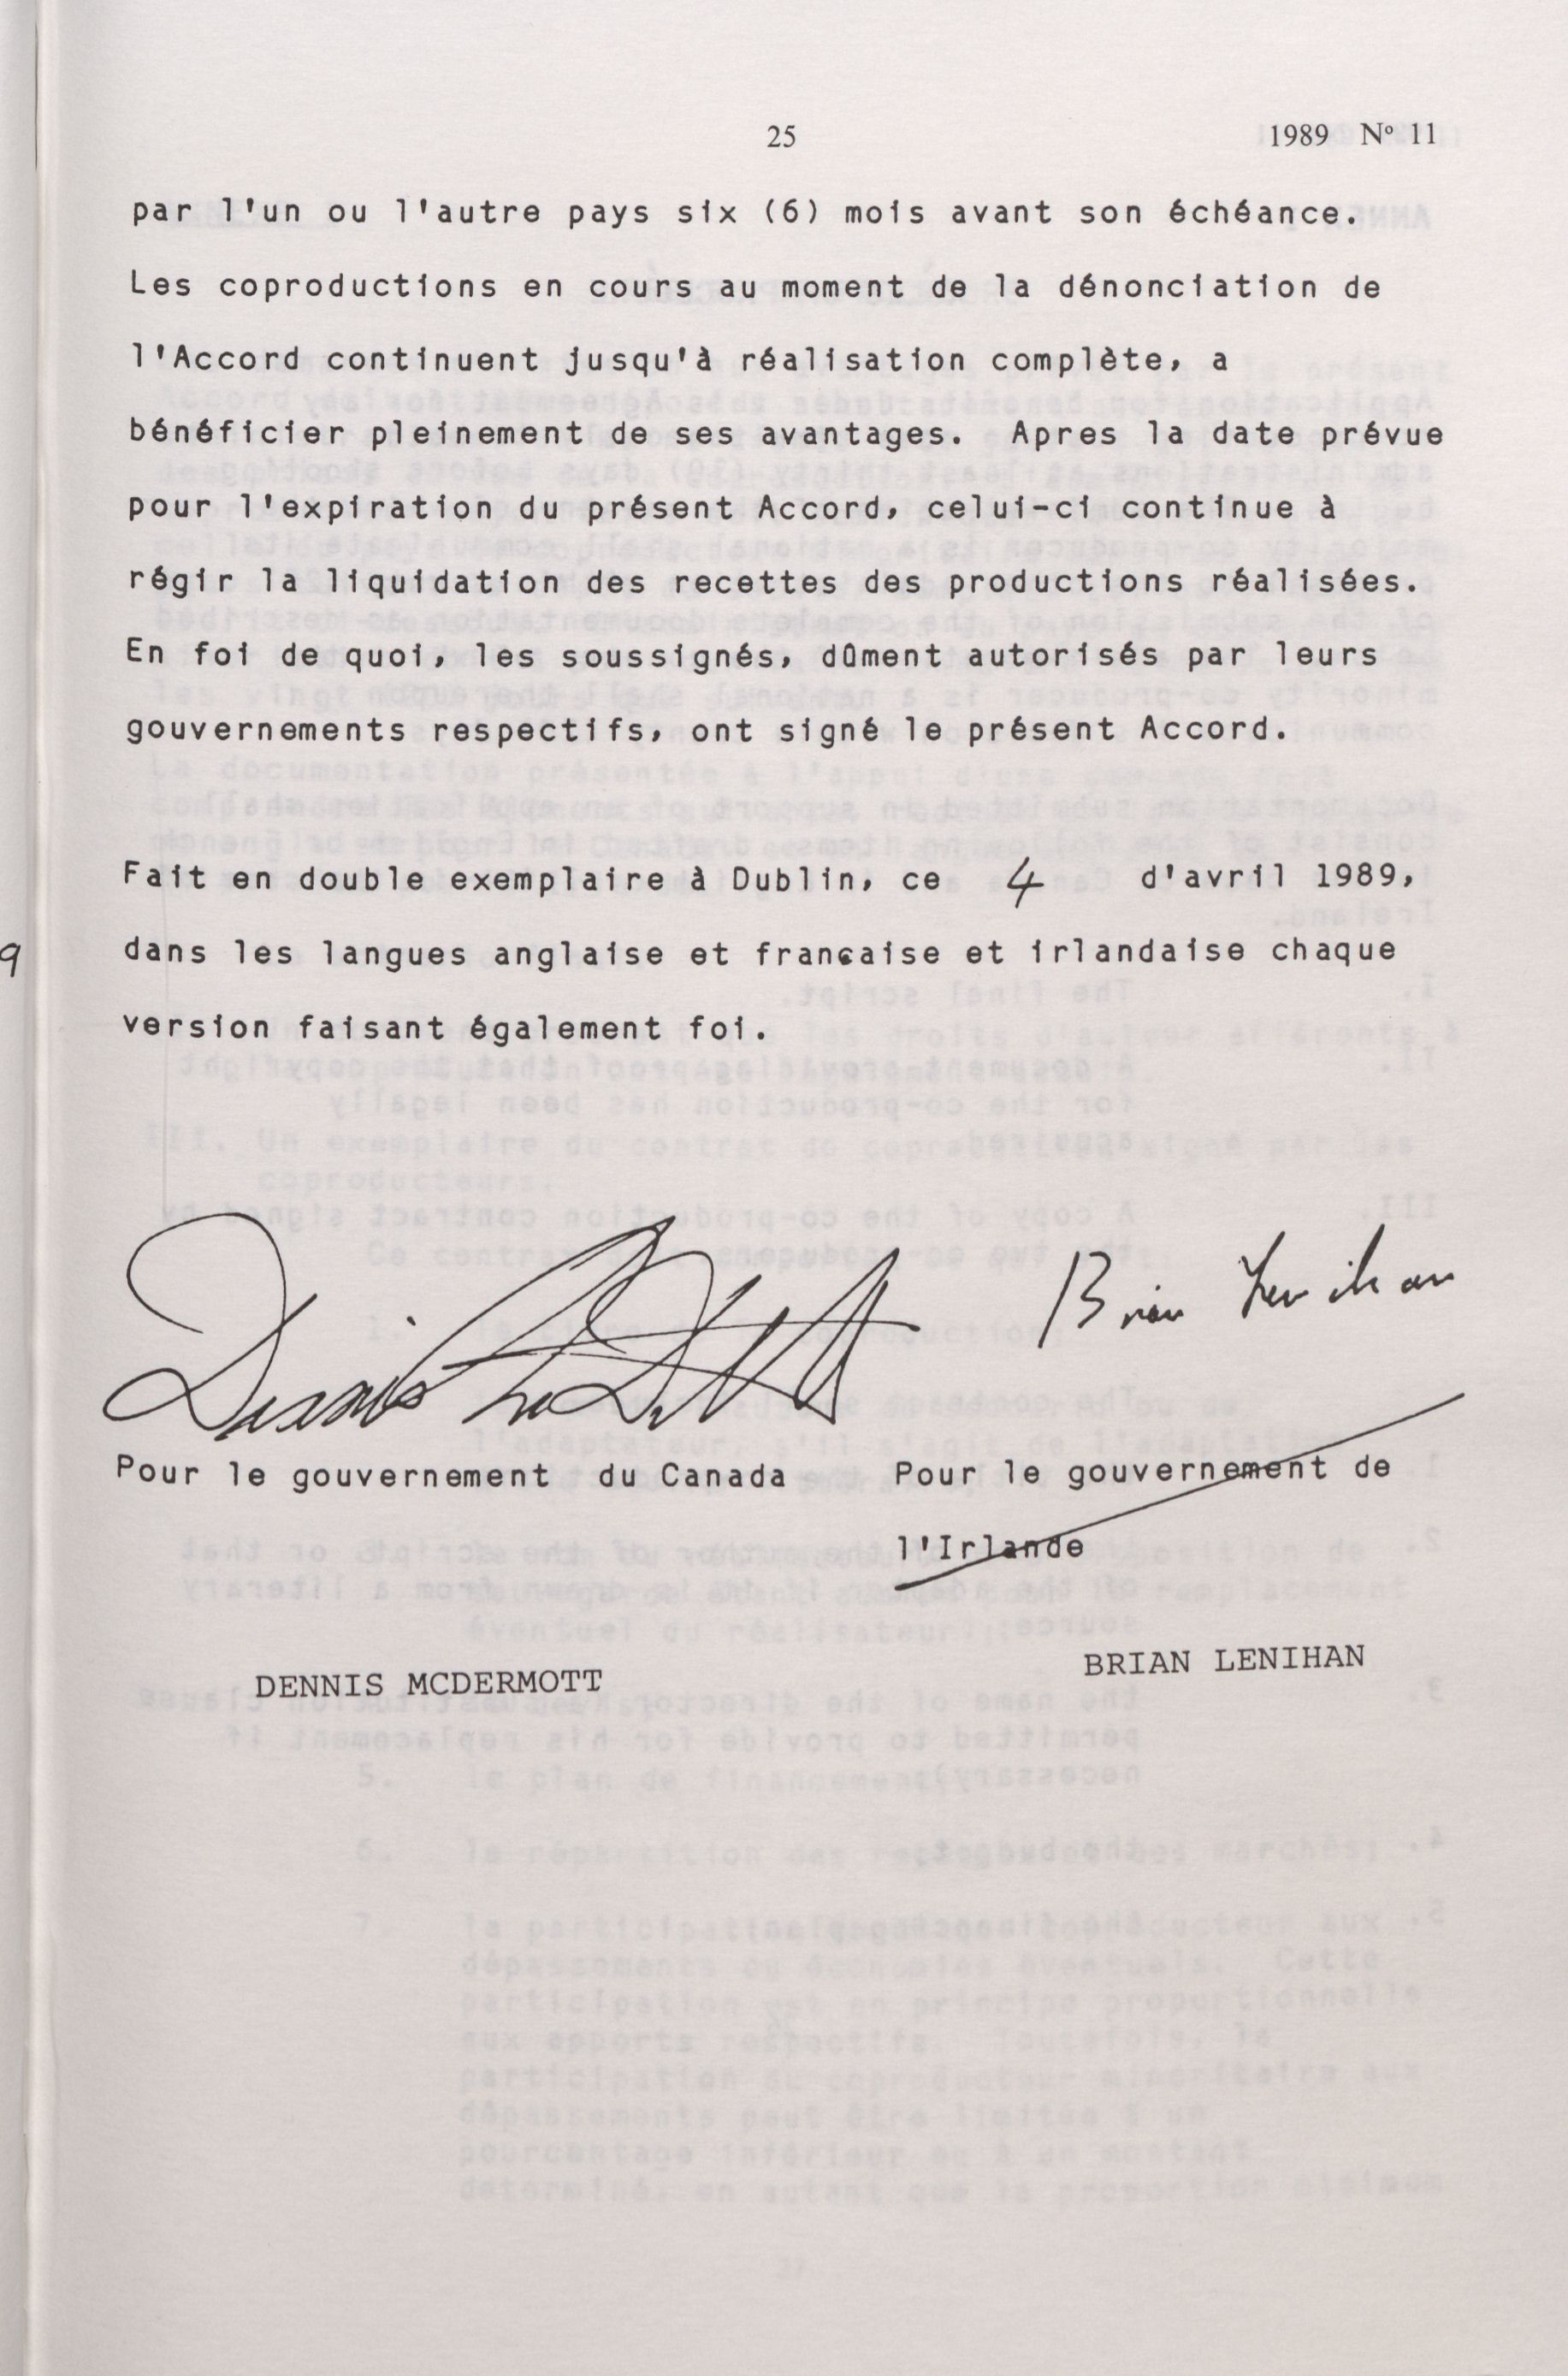 25
1989 Nº 11
par l'un ou l'autre pays six (6) mois avant son échéance.
Les coproductions en cours au moment de la dénonciation de
l'Accord continuent jusqu'à réalisation complète, a
bénéficier pleinement de ses avantages. Apres la date prévue
pour l'expiration du présent Accord, celui-ci continue à
régir la liquidation des recettes des productions réalisées.
En foi de quoi, les soussignés, dûment autorisés par leurs
gouvernements respectifs, ont signé le présent Accord.
Fait en double exemplaire à Dublin, ce 4 d'avril 1989,
9
dans les langues anglaise et française et irlandaise chaque
version faisant également foi.
Dennis McDermott
Brian Lenihan
Pour le gouvernement du Canada
Pour le gouvernement de
l'Irlande
DENNIS MCDERMOTT
BRIAN LENIHAN